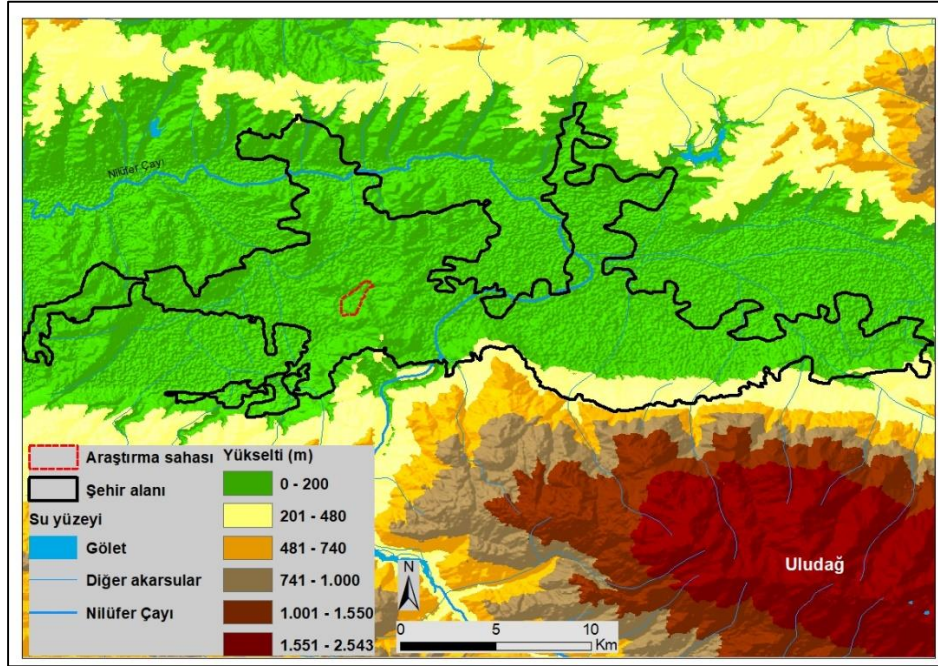 Nilüfer Çayı
Araştırma sahası
Şehir alanı
Su yüzeyi
Gölet
Diğer akarsular
Nilüfer Çayı
Yükselti (m)
0 - 200
201 - 480
481 - 740
741 - 1.000
1.001 - 1.550
1.551 - 2.543
N
0 5 10
Km
Uludağ